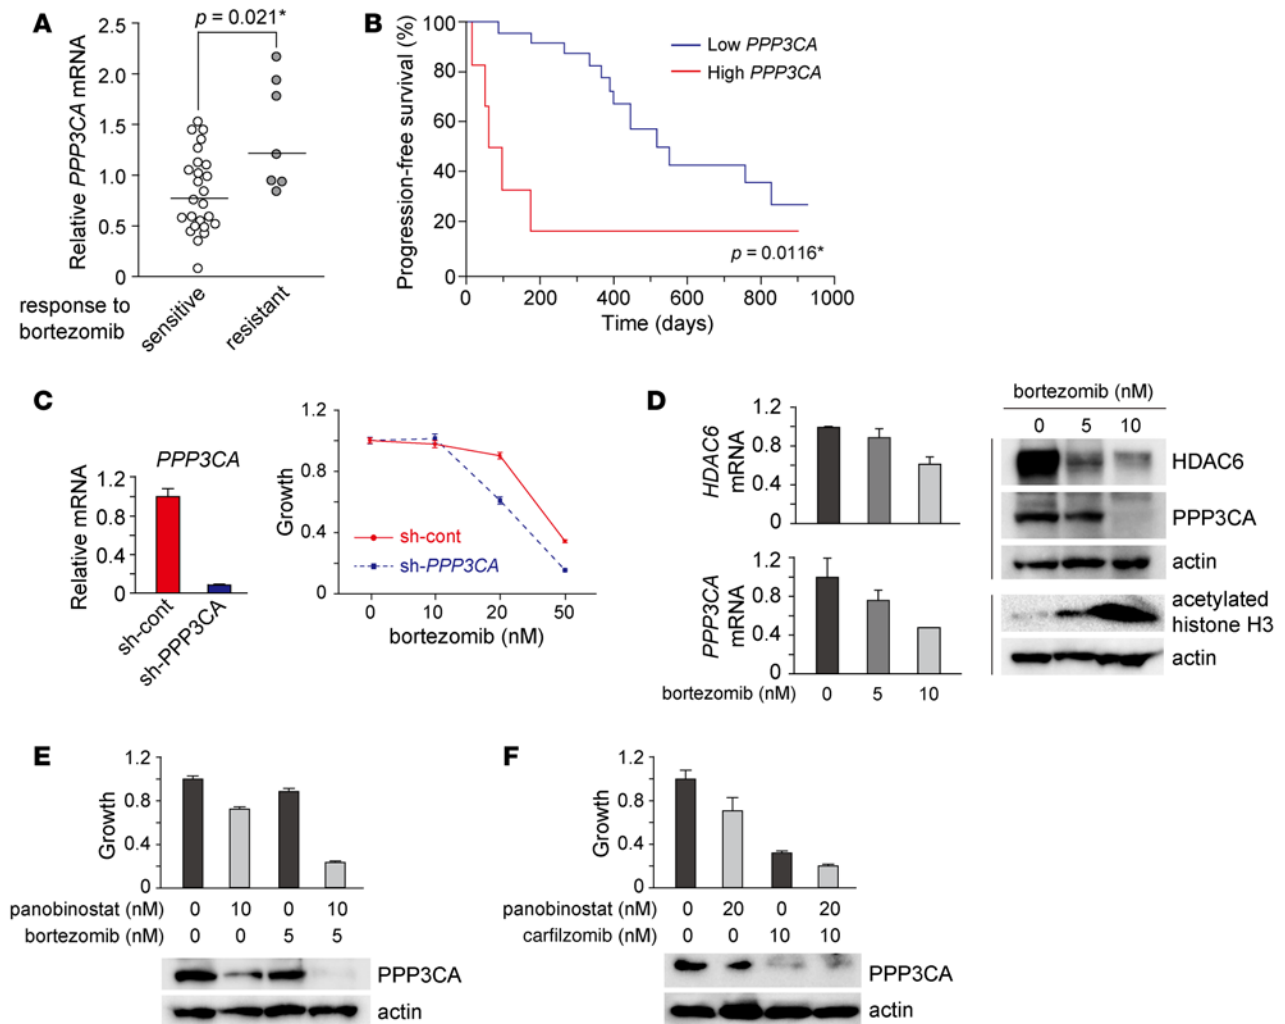 A
p = 0.021*
Relative PPP3CA mRNA
2.5
2.0
1.5
1.0
0.5
0
response to
bortezomib
sensitive
resistant
B
Progression-free survival (%)
100
80
60
40
20
0
0 200 400 600 800 1000
Time (days)
Low PPP3CA
High PPP3CA
p = 0.0116*
C
PPP3CA
Relative mRNA
1.2
0.8
0.4
0
sh-cont
sh-PPP3CA
Growth
1.2
0.8
0.4
0
sh-cont
sh-PPP3CA
0 10 20 50
bortezomib (nM)
D
HDAC6
mRNA
1.2
0.8
0.4
0
PPP3CA
mRNA
1.2
0.8
0.4
0
bortezomib (nM) 0 5 10
bortezomib (nM)
0 5 10
HDAC6
PPP3CA
actin
acetylated
histone H3
actin
E
Growth
1.2
0.8
0.4
0
panobinostat (nM) 0 10 0 10
bortezomib (nM) 0 0 5 5
PPP3CA
actin
F
Growth
1.2
0.8
0.4
0
panobinostat (nM) 0 20 0 20
carfilzomib (nM) 0 0 10 10
PPP3CA
actin